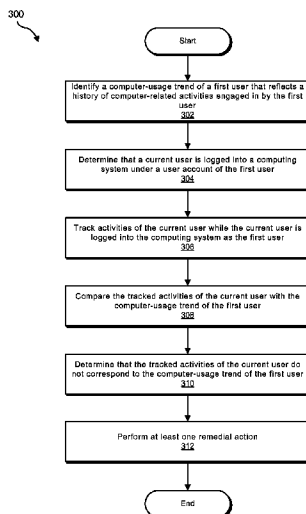 300
Start
Identify a computer-usage trend of a first user that reflects a
history of computer-related activities engaged in by the first
user
302
Determine that a current user is logged into a computing
system under a user account of the first user
304
Track activities of the current user while the current user is
logged into the computing system as the first user
306
Compare the tracked activities of the current user with the
computer-usage trend of the first user
308
Determine that the tracked activities of the current user do
not correspond to the computer-usage trend of the first user
310
Perform at least one remedial action
312
End